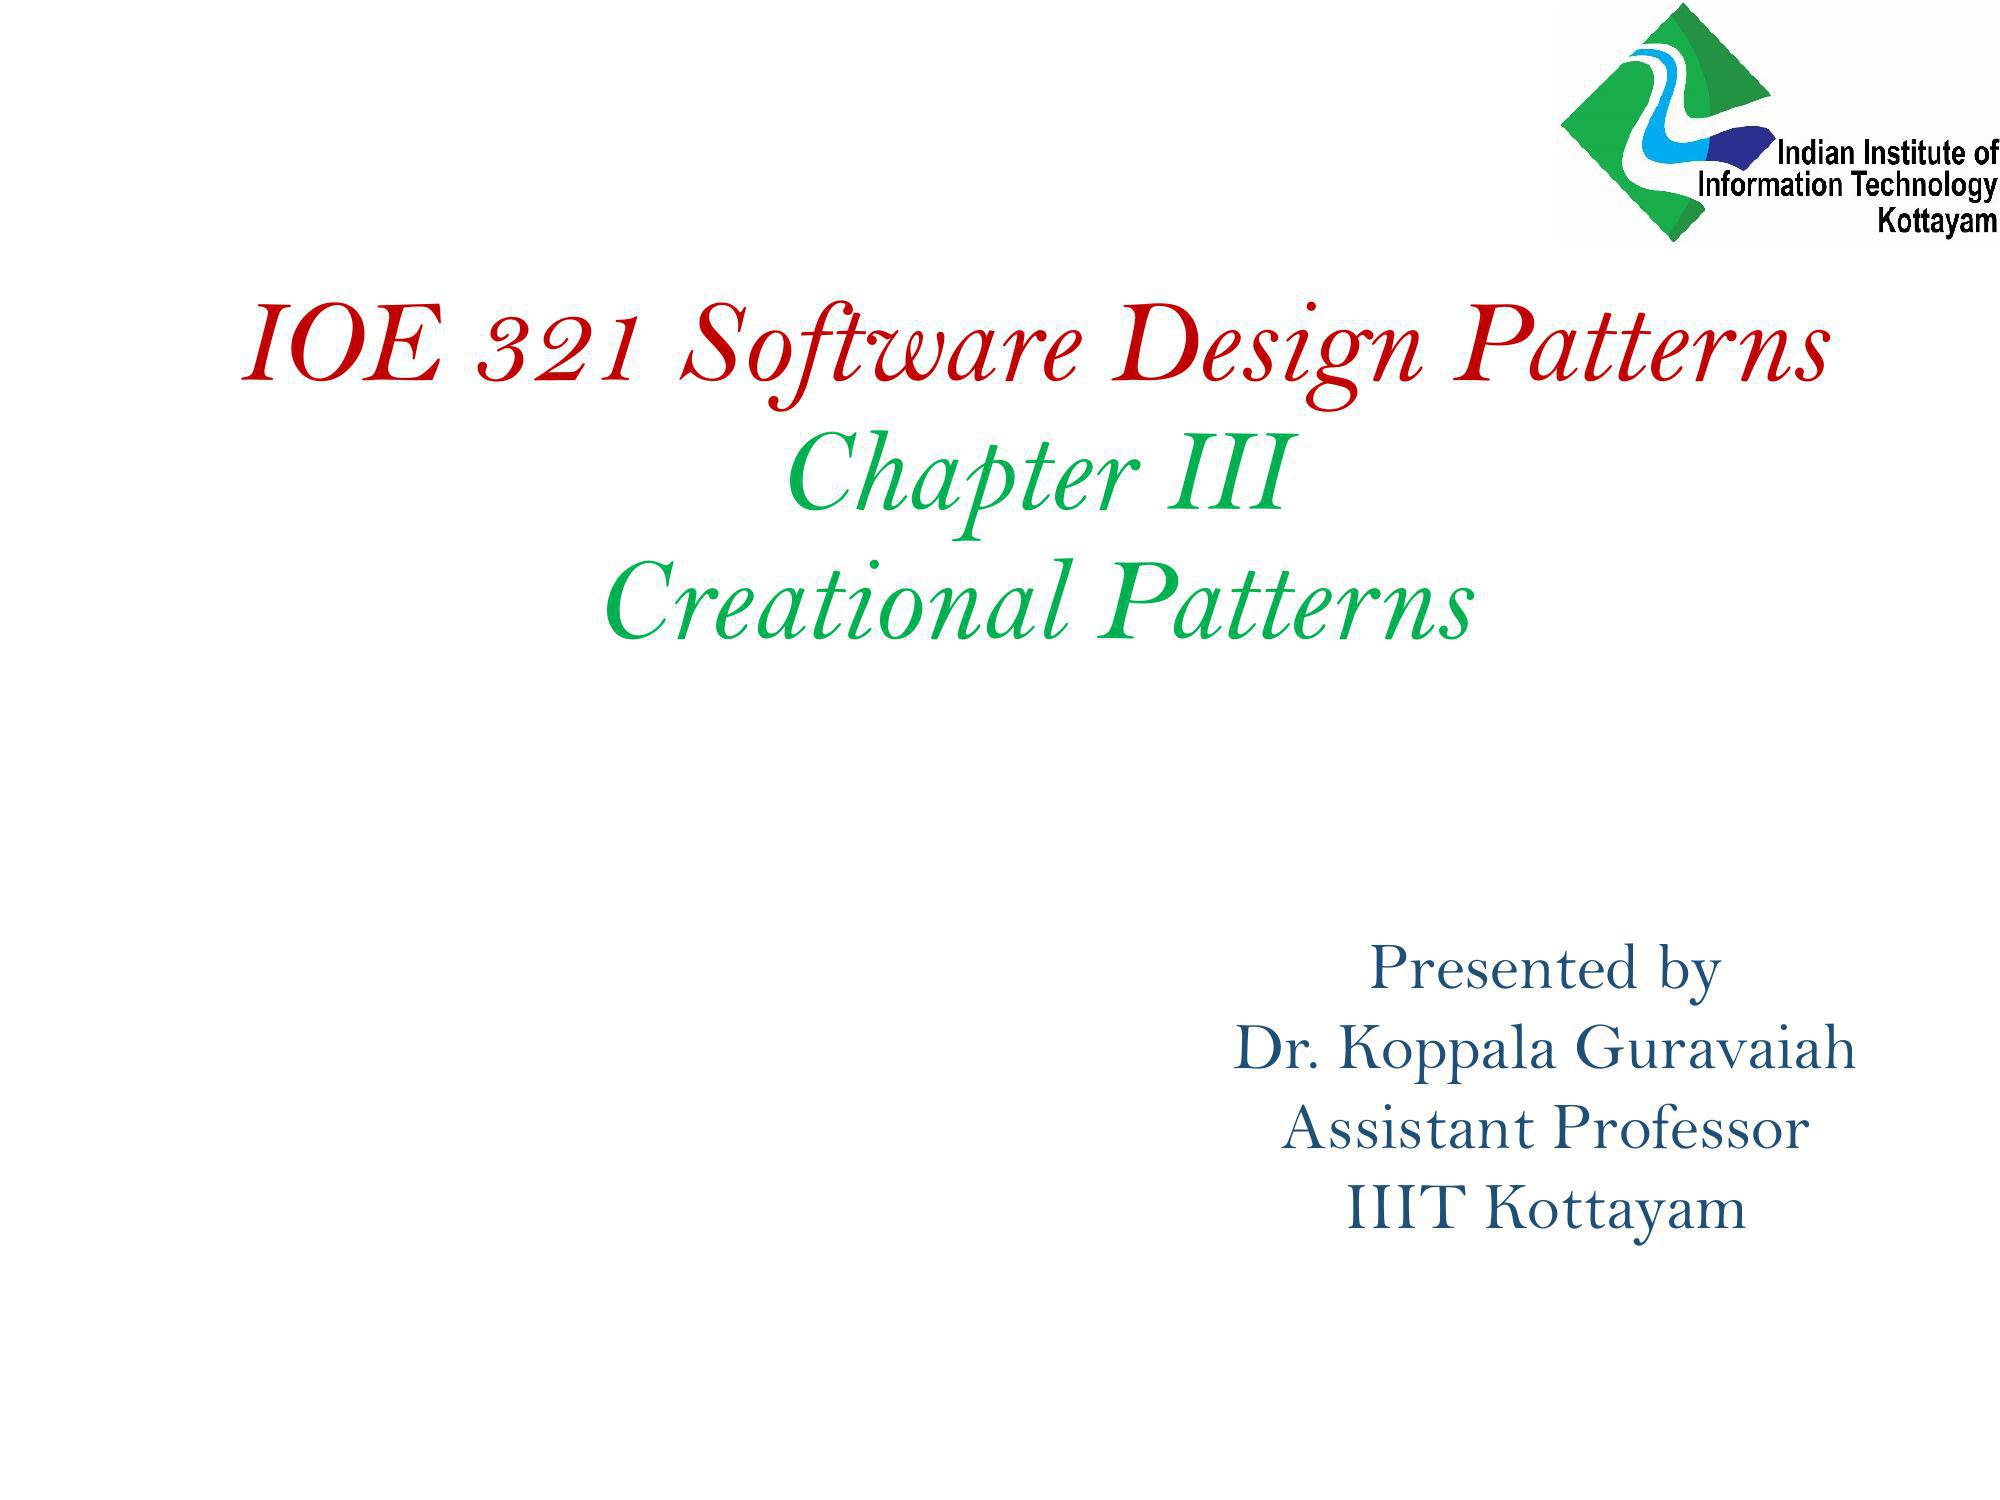 Indian Institute of
Information Technology
Kottayam
IOE 321 Software Design Patterns
Chapter III
Creational Patterns
Presented by
Dr. Koppala Guravaiah
Assistant Professor
IIIT Kottayam